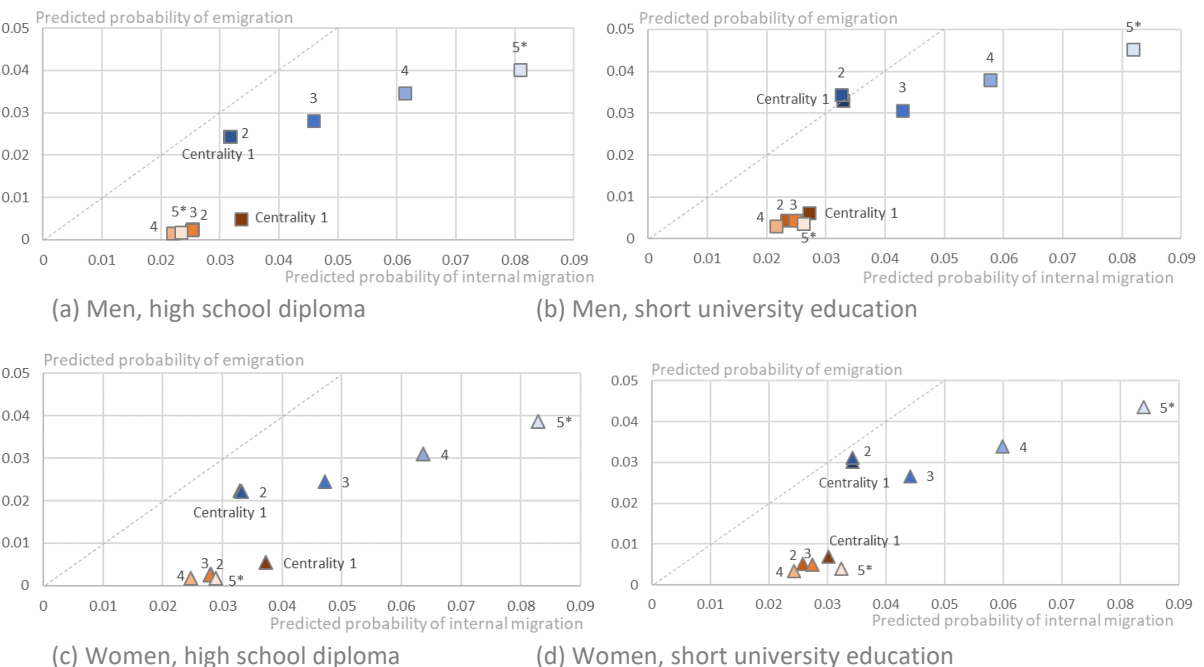 Predicted probability of emigration
0.05
0.04
0.03
0.02
0.01
0
5*
4
3
2
Centrality 1
5* 3 2
4
Centrality 1
0 0.01 0.02 0.03 0.04 0.05 0.06 0.07 0.08 0.09
Predicted probability of internal migration
(a) Men, high school diploma
Predicted probability of emigration
0.05
0.04
0.03
0.02
0.01
0
5*
4
2
3
Centrality 1
2 3
4
Centrality 1
5*
0 0.01 0.02 0.03 0.04 0.05 0.06 0.07 0.08 0.09
Predicted probability of internal migration
(b) Men, short university education
Predicted probability of emigration
0.05
0.04
0.03
0.02
0.01
0
5*
4
3
2
Centrality 1
3 2
4
5*
Centrality 1
0 0.01 0.02 0.03 0.04 0.05 0.06 0.07 0.08 0.09
Predicted probability of internal migration
(c) Women, high school diploma
Predicted probability of emigration
0.05
0.04
0.03
0.02
0.01
0
5*
4
2
3
Centrality 1
Centrality 1
2 3
4
5*
0 0.01 0.02 0.03 0.04 0.05 0.06 0.07 0.08 0.09
Predicted probability of internal migration
(d) Women, short university education